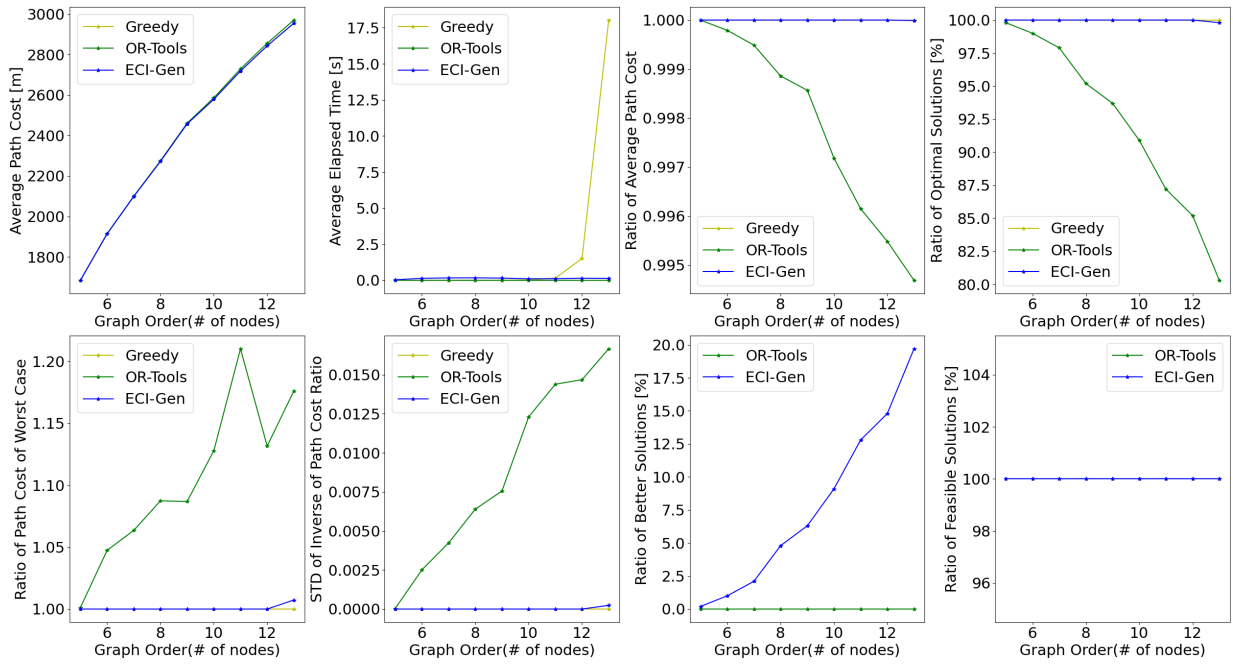 Average Path Cost [m]
3000
2800
2600
2400
2200
2000
1800
Greedy
OR-Tools
ECI-Gen
6 8 10 12
Graph Order(# of nodes)
Average Elapsed Time [s]
17.5
15.0
12.5
10.0
7.5
5.0
2.5
0.0
Greedy
OR-Tools
ECI-Gen
6 8 10 12
Graph Order(# of nodes)
Ratio of Average Path Cost
1.000
0.999
0.998
0.997
0.996
0.995
Greedy
OR-Tools
ECI-Gen
6 8 10 12
Graph Order(# of nodes)
Ratio of Optimal Solutions [%]
100.0
97.5
95.0
92.5
90.0
87.5
85.0
82.5
80.0
Greedy
OR-Tools
ECI-Gen
6 8 10 12
Graph Order(# of nodes)
Ratio of Path Cost of Worst Case
1.20
1.15
1.10
1.05
1.00
Greedy
OR-Tools
ECI-Gen
6 8 10 12
Graph Order(# of nodes)
STD of Inverse of Path Cost Ratio
0.0150
0.0125
0.0100
0.0075
0.0050
0.0025
0.0000
Greedy
OR-Tools
ECI-Gen
6 8 10 12
Graph Order(# of nodes)
Ratio of Better Solutions [%]
20.0
17.5
15.0
12.5
10.0
7.5
5.0
2.5
0.0
OR-Tools
ECI-Gen
6 8 10 12
Graph Order(# of nodes)
Ratio of Feasible Solutions [%]
104
102
100
98
96
OR-Tools
ECI-Gen
6 8 10 12
Graph Order(# of nodes)